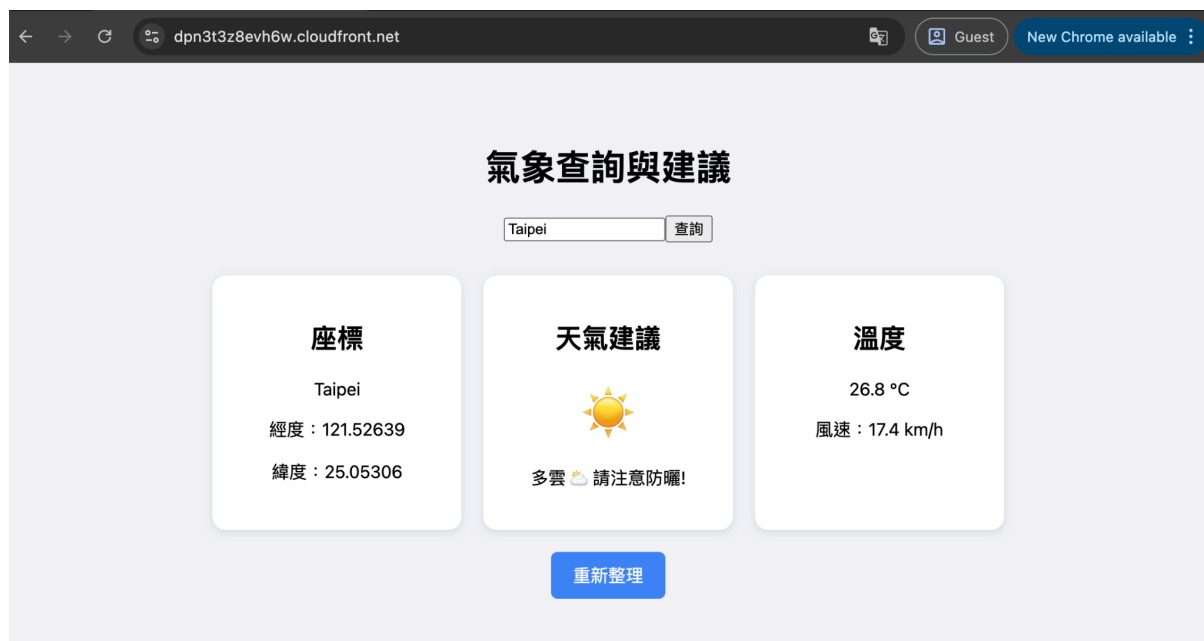 dpn3t3z8evh6w.cloudfront.net
Guest
New Chrome available
氣象查詢與建議
Taipei
查詢
座標
Taipei
經度：121.52639
緯度：25.05306
天氣建議
多雲 🌥️ 請注意防曬!
溫度
26.8 °C
風速：17.4 km/h
重新整理